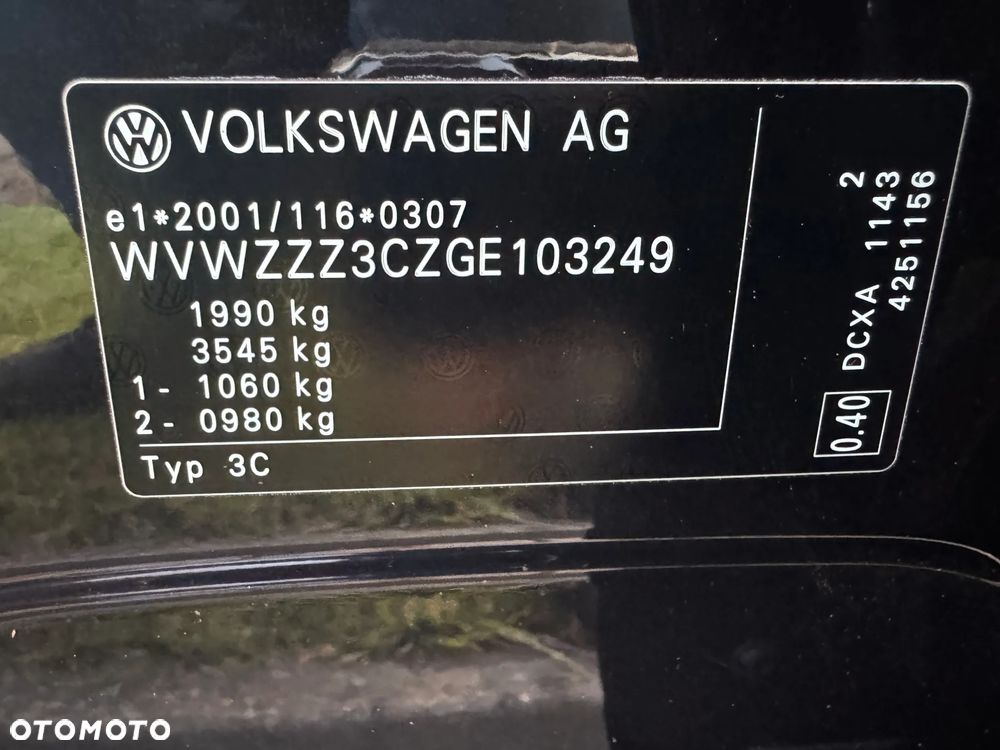 VOLKSWAGEN AG
e1*2001/116*0307
WVWZZZ3CZGE103249
1990 kg
3545 kg
1- 1060 kg
2- 0980 kg
Typ 3C
0.40 DCXA 1143 2
4251156
OTOMOTO